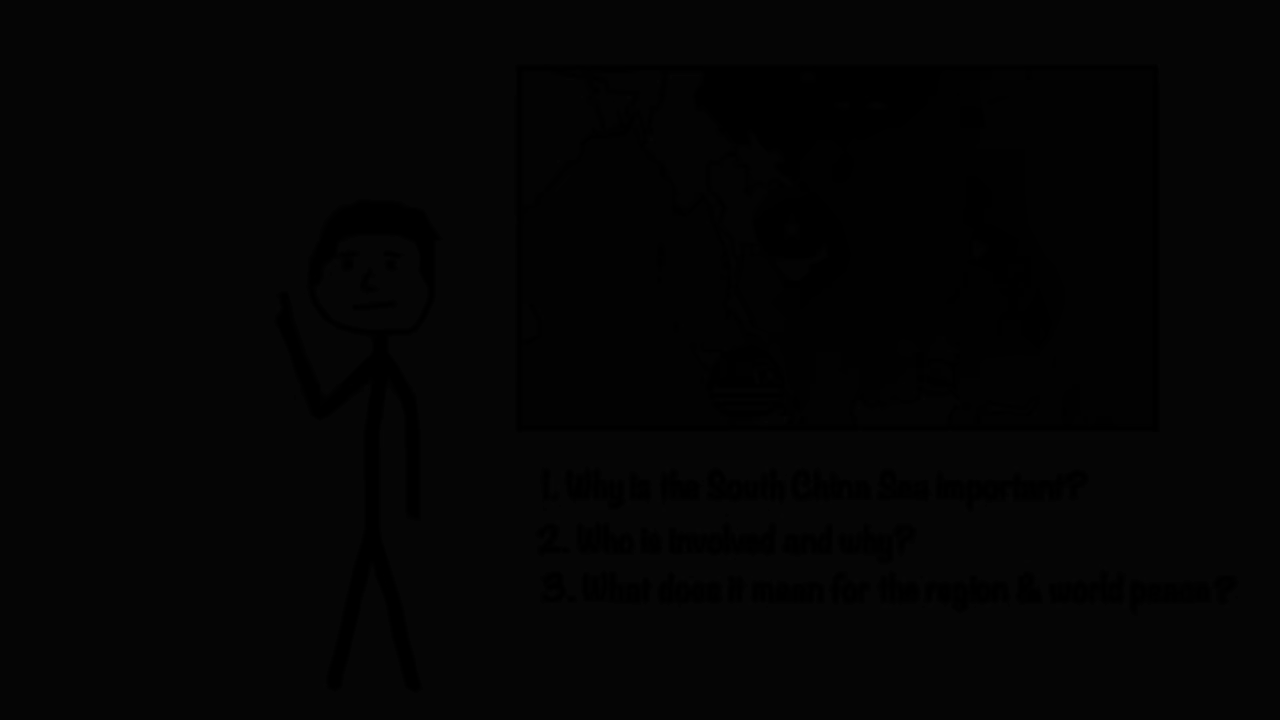 1. Why is the South China Sea important?
2. Who is involved and why?
3. What does it mean for the region & world peace?